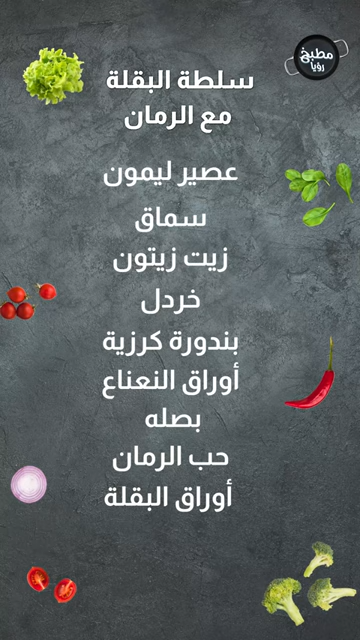 مطبخ
رؤيا
سلطة البقلة
مع الرمان
عصير ليمون
سماق
زيت زيتون
خردل
بندورة كرزية
أوراق النعناع
بصله
حب الرمان
أوراق البقلة